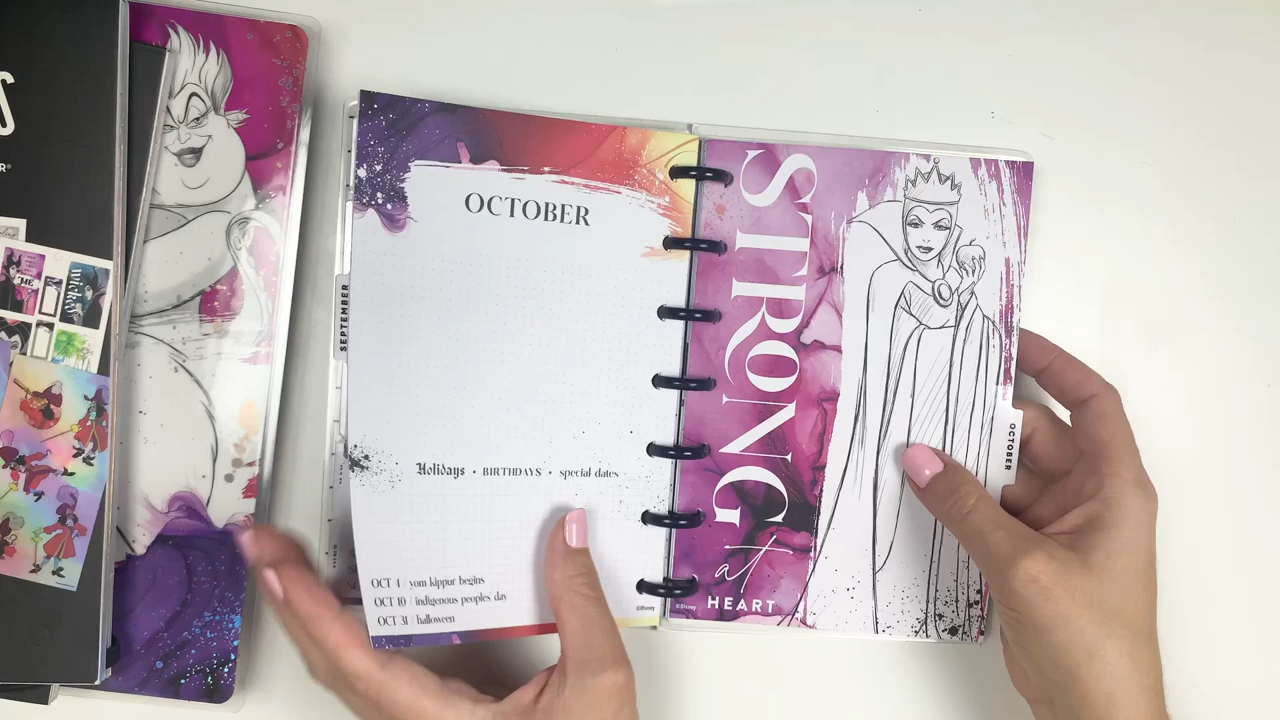 S
R®
ME
wicked
SEPTEMBER
OCTOBER
Holidays • BIRTHDAYS • special dates
OCT 4 / yom kippur begins
OCT 10 / indigenous peoples' day
OCT 31 / halloween
©Disney
STRONG
at
HEART
©Disney
OCTOBER